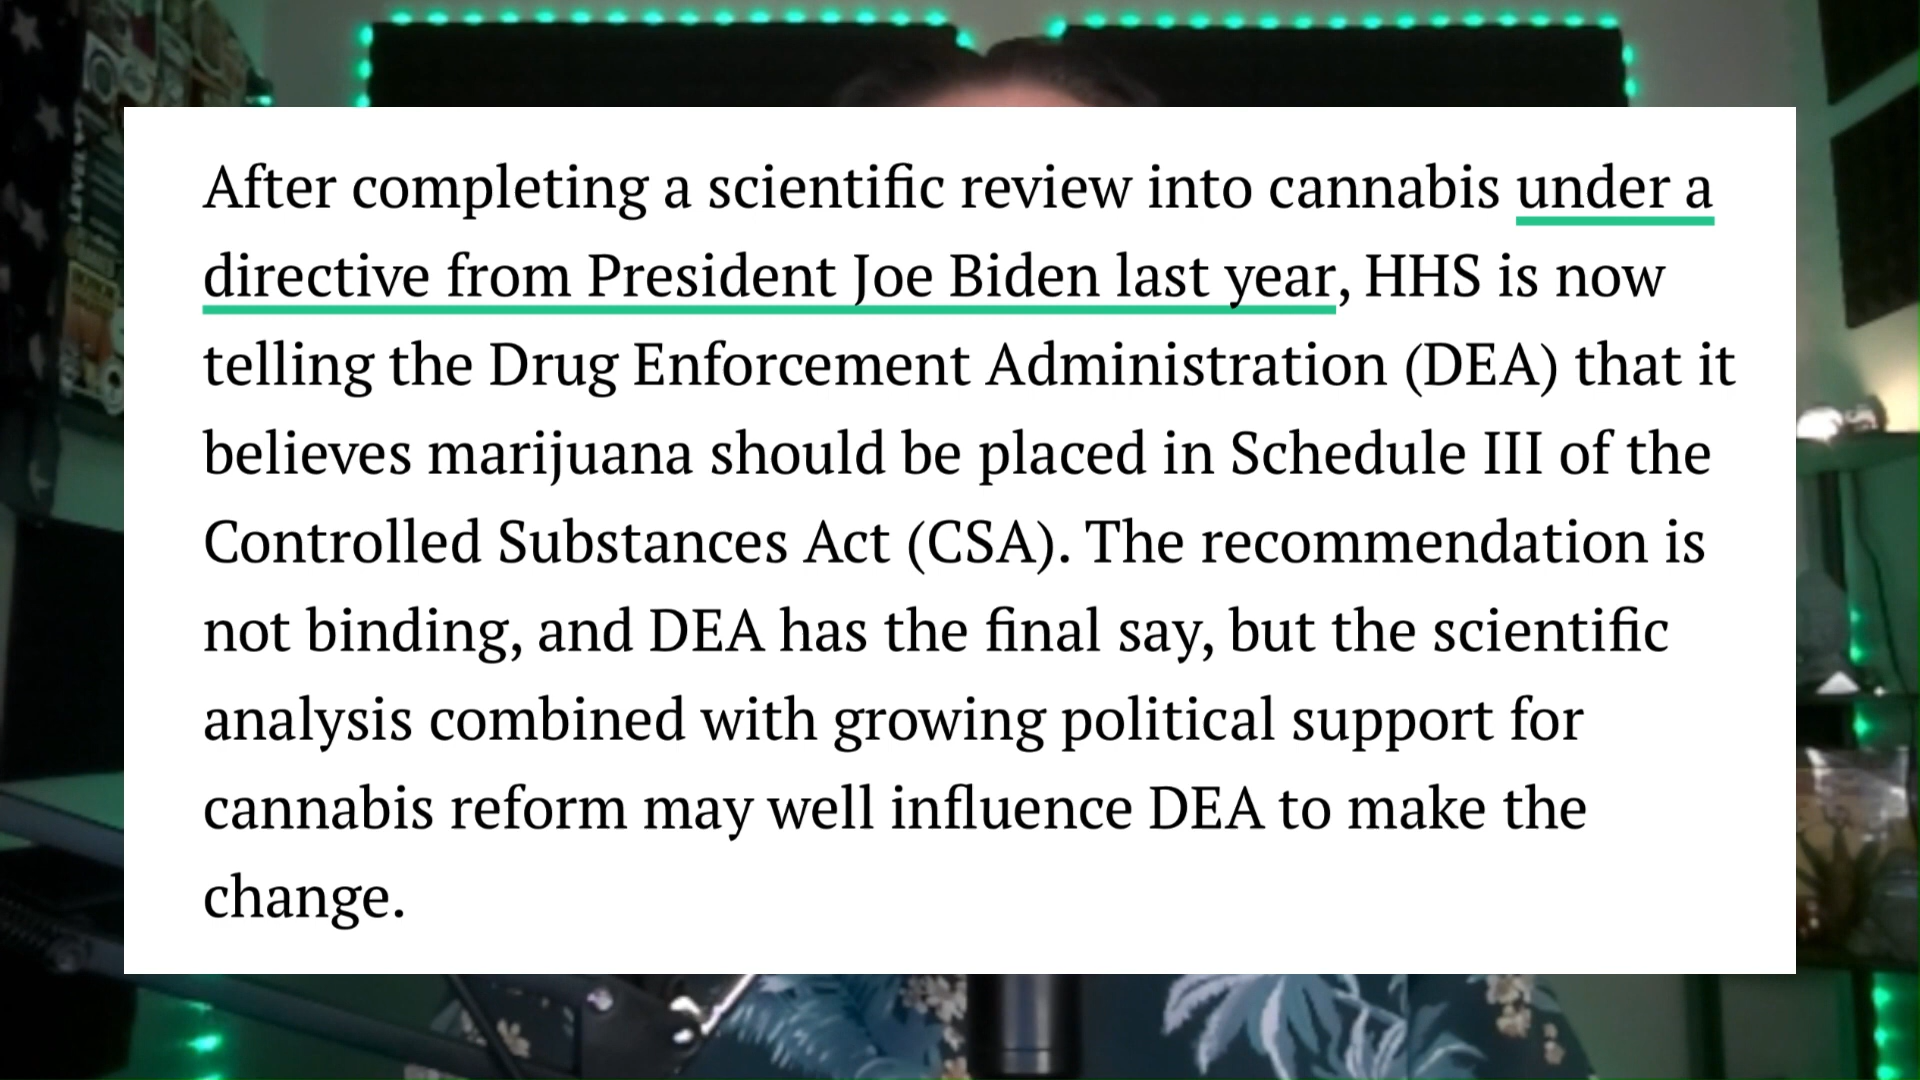 After completing a scientific review into cannabis under a
directive from President Joe Biden last year, HHS is now
telling the Drug Enforcement Administration (DEA) that it
believes marijuana should be placed in Schedule III of the
Controlled Substances Act (CSA). The recommendation is
not binding, and DEA has the final say, but the scientific
analysis combined with growing political support for
cannabis reform may well influence DEA to make the
change.